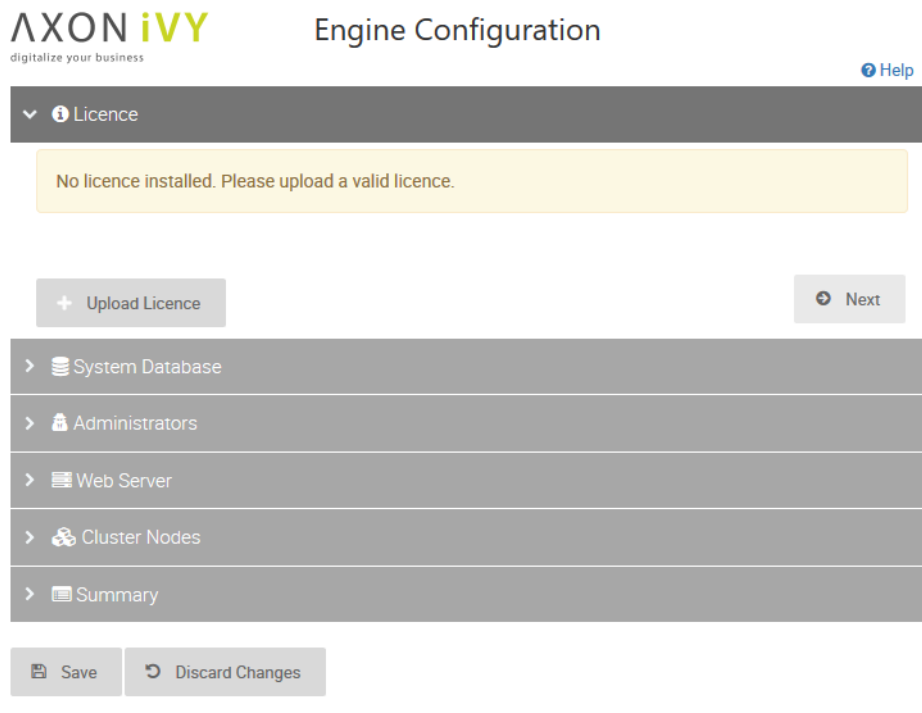 AXON iVY
digitalize your business
Engine Configuration
Help
Licence
No licence installed. Please upload a valid licence.
Upload Licence
Next
System Database
Administrators
Web Server
Cluster Nodes
Summary
Save
Discard Changes